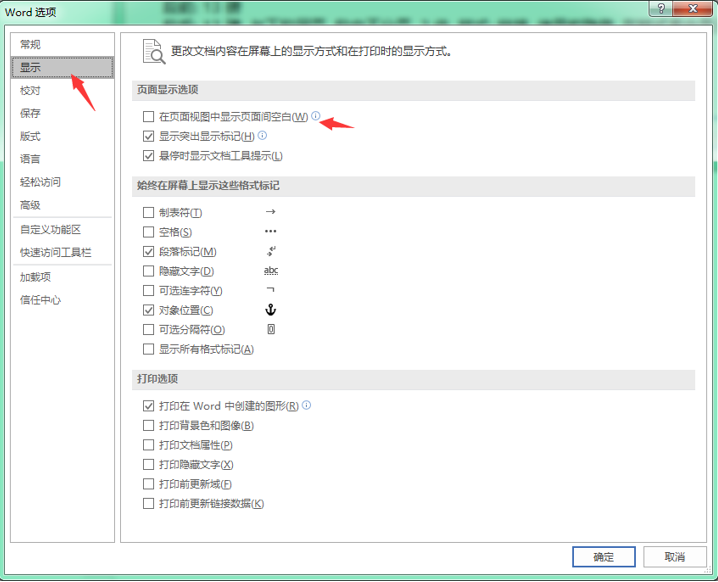 Word 选项
常规
显示
校对
保存
版式
语言
轻松访问
高级
自定义功能区
快速访问工具栏
加载项
信任中心
更改文档内容在屏幕上的显示方式和在打印时的显示方式。
页面显示选项
在页面视图中显示页面间空白(W)
显示突出显示标记(H)
悬停时显示文档工具提示(L)
始终在屏幕上显示这些格式标记
制表符(T) →
空格(S) •••
段落标记(M)
隐藏文字(D) abc
可选连字符(Y) ¬
对象位置(C)
可选分隔符(O)
显示所有格式标记(A)
打印选项
打印在 Word 中创建的图形(R)
打印背景色和图像(B)
打印文档属性(P)
打印隐藏文字(X)
打印前更新域(F)
打印前更新链接数据(K)
确定 取消